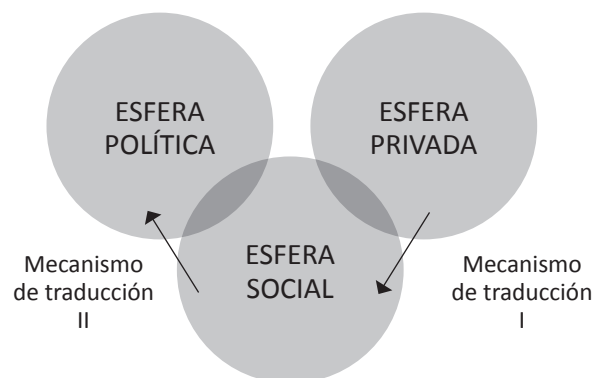 ESFERA
POLÍTICA
ESFERA
PRIVADA
ESFERA
SOCIAL
Mecanismo
de traducción
II
Mecanismo
de traducción
I